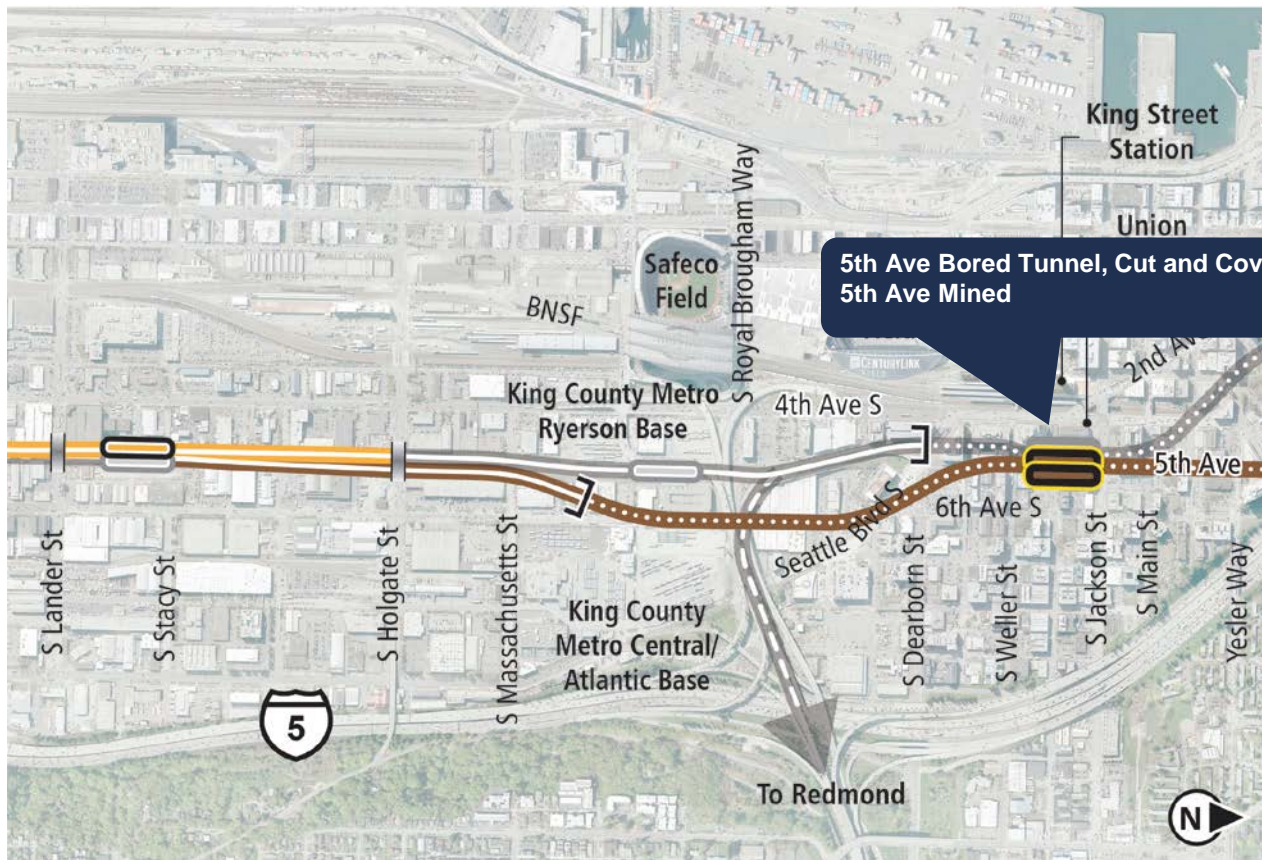 King Street
Station
Union
5th Ave Bored Tunnel, Cut and Cov
5th Ave Mined
Safeco
Field
S Royal Brougham Way
BNSF
CENTURYLINK
2nd Av
King County Metro
Ryerson Base
4th Ave S
5th Ave
6th Ave S
Seattle Blvd S
S Lander St
S Stacy St
S Holgate St
S Massachusetts St
King County
Metro Central/
Atlantic Base
S Dearborn St
S Weller St
S Jackson St
S Main St
Yesler Way
5
To Redmond
N